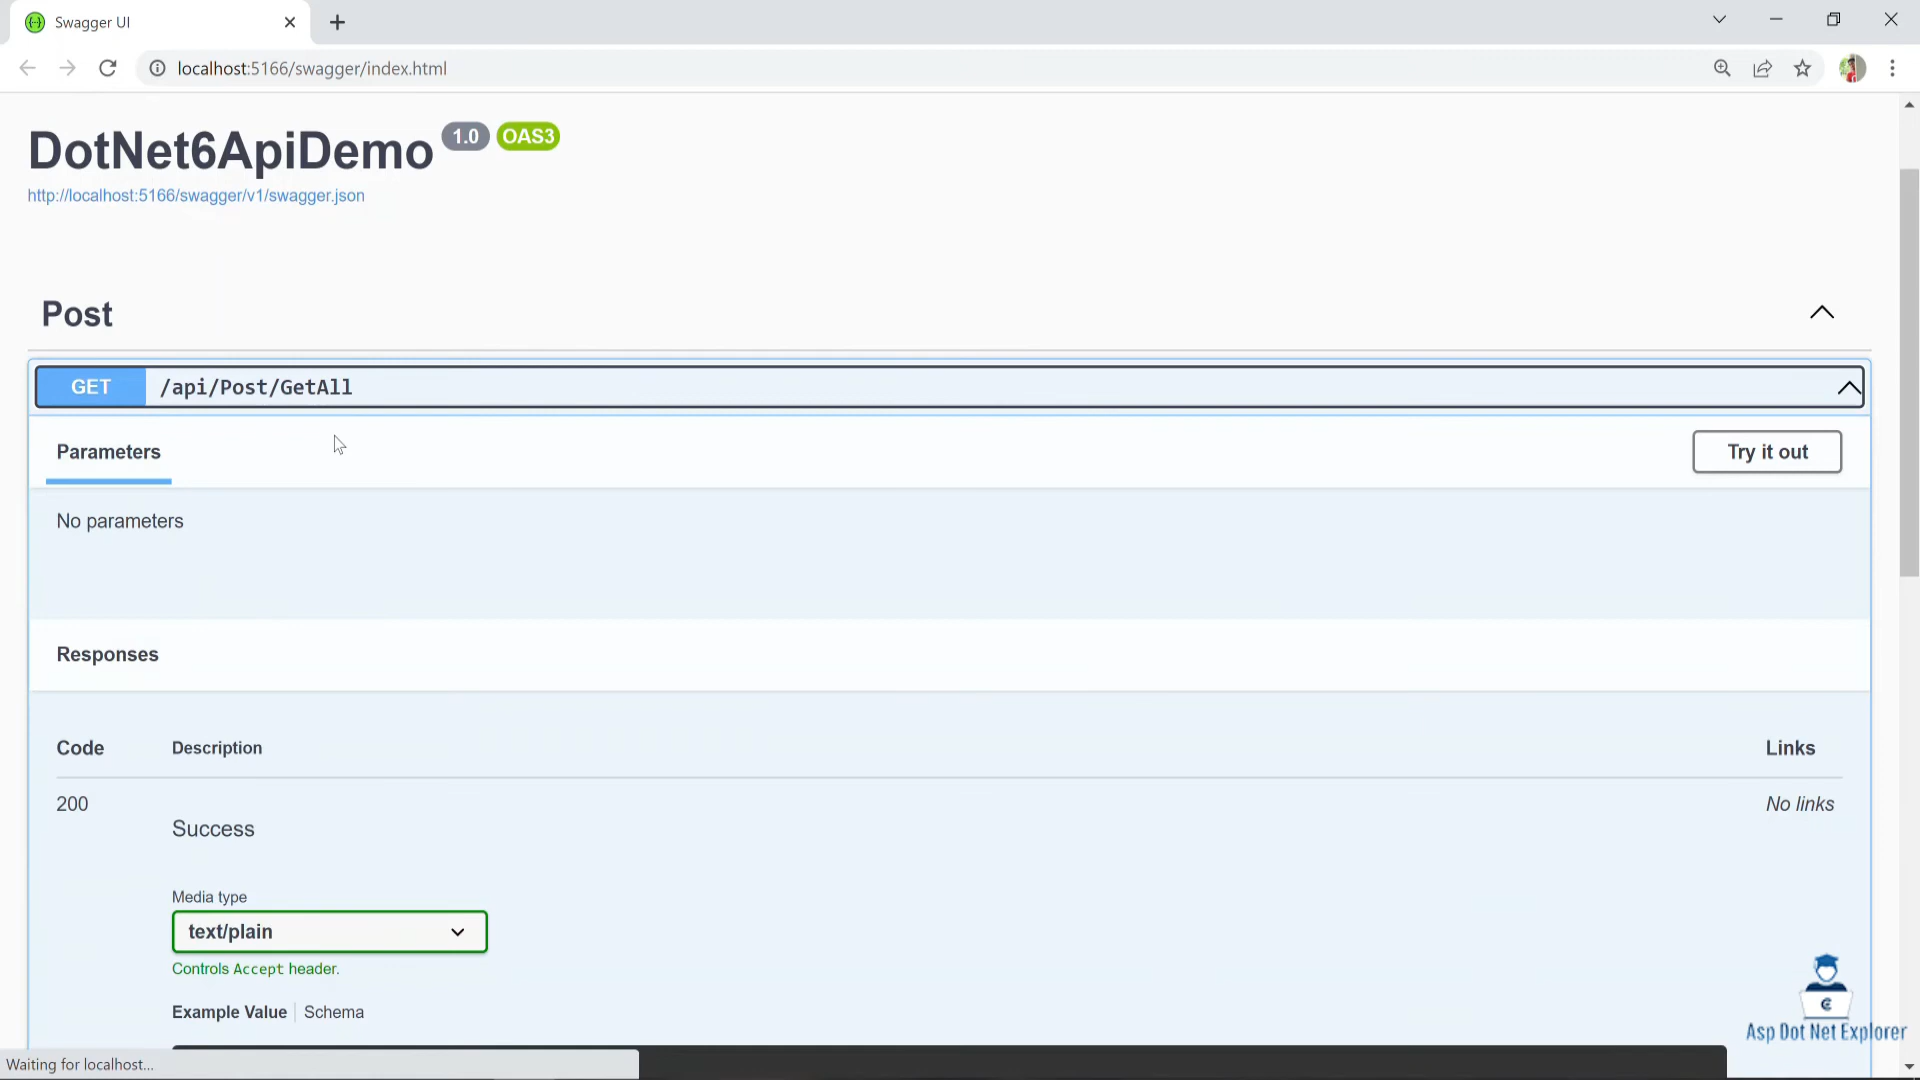 Swagger UI
localhost:5166/swagger/index.html
DotNet6ApiDemo 1.0 OAS3
http://localhost:5166/swagger/v1/swagger.json
Post
GET /api/Post/GetAll
Parameters
Try it out
No parameters
Responses
Code Description Links
200 No links
Success
Media type
text/plain
Controls Accept header.
Example Value Schema
Asp Dot Net Explorer
Waiting for localhost...